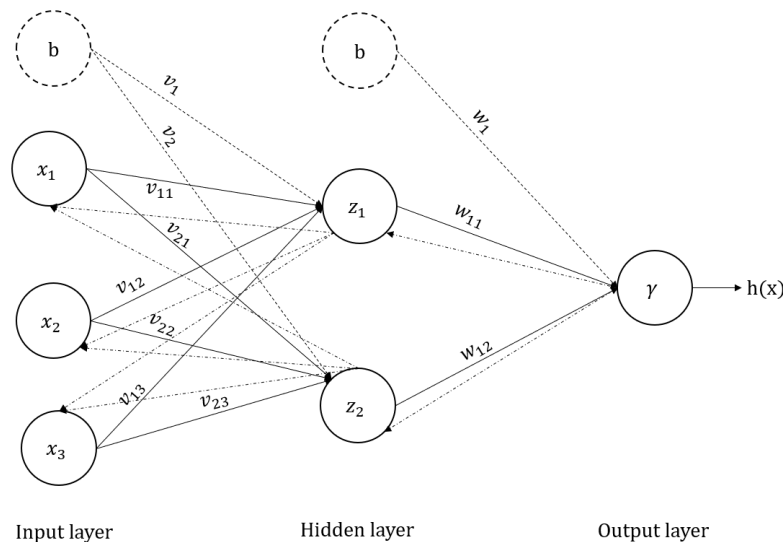 b
b
v₁
v₂
w₁
x₁
v₁₁
z₁
w₁₁
v₂₁
v₁₂
γ
h(x)
x₂
v₂₂
w₁₂
v₁₃
v₂₃
z₂
x₃
Input layer
Hidden layer
Output layer